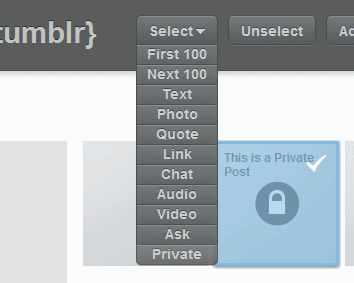 tumblr}
Select
Unselect
Ad
First 100
Next 100
Text
Photo
Quote
Link
Chat
Audio
Video
Ask
Private
This is a Private
Post